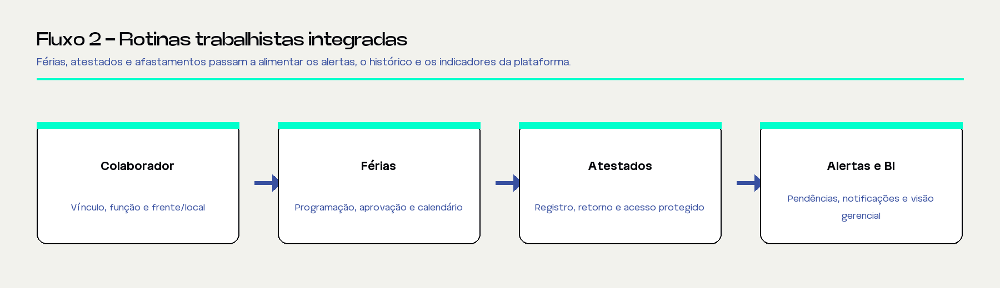 Fluxo 2 – Rotinas trabalhistas integradas
Férias, atestados e afastamentos passam a alimentar os alertas, o histórico e os indicadores da plataforma.
Colaborador
Vínculo, função e frente/local
Férias
Programação, aprovação e calendário
Atestados
Registro, retorno e acesso protegido
Alertas e BI
Pendências, notificações e visão
gerencial